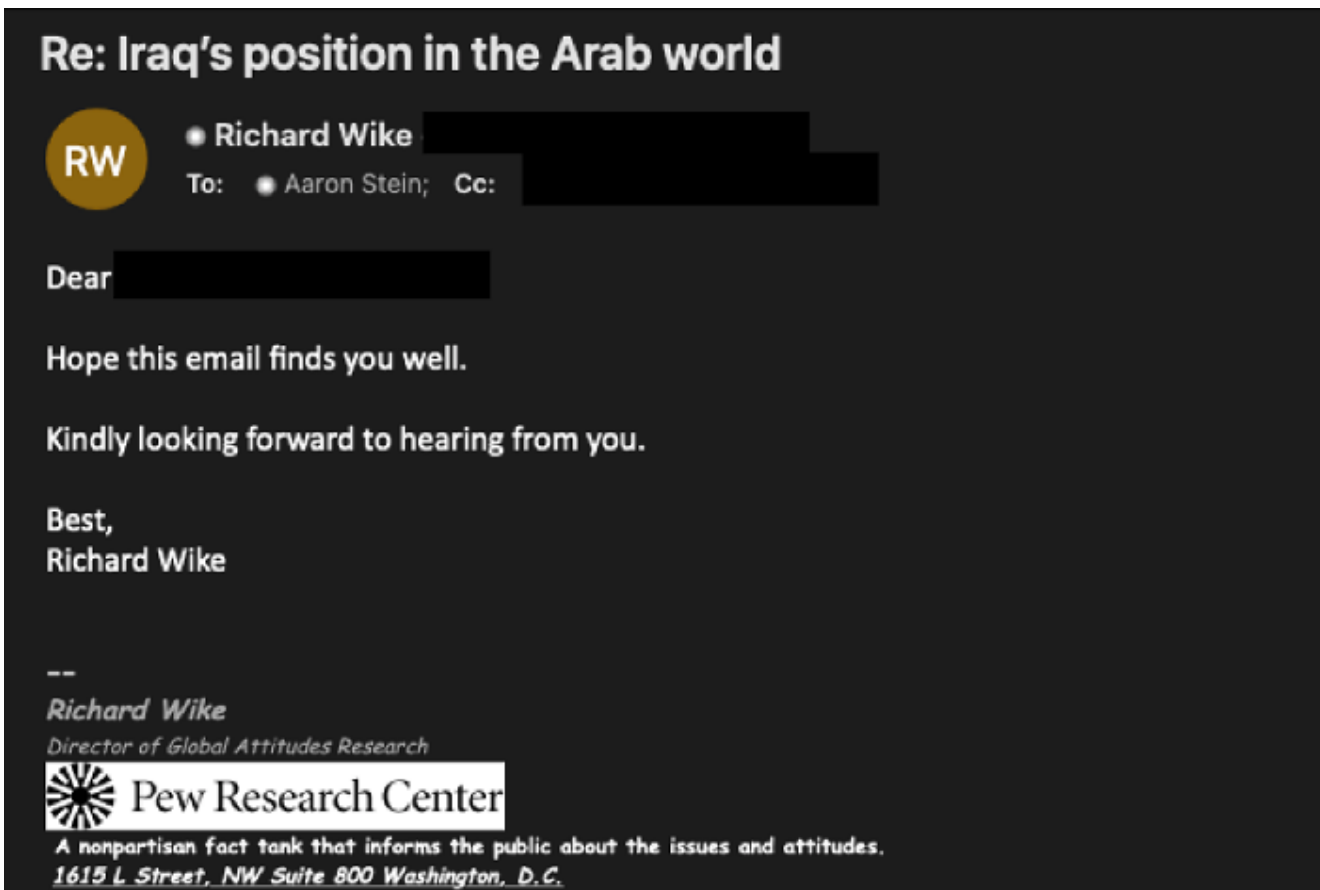 Re: Iraq's position in the Arab world
RW
Richard Wike
To: Aaron Stein; Cc:
Dear
Hope this email finds you well.
Kindly looking forward to hearing from you.
Best,
Richard Wike
--
Richard Wike
Director of Global Attitudes Research
Pew Research Center
A nonpartisan fact tank that informs the public about the issues and attitudes.
1615 L Street, NW Suite 800 Washington, D.C.